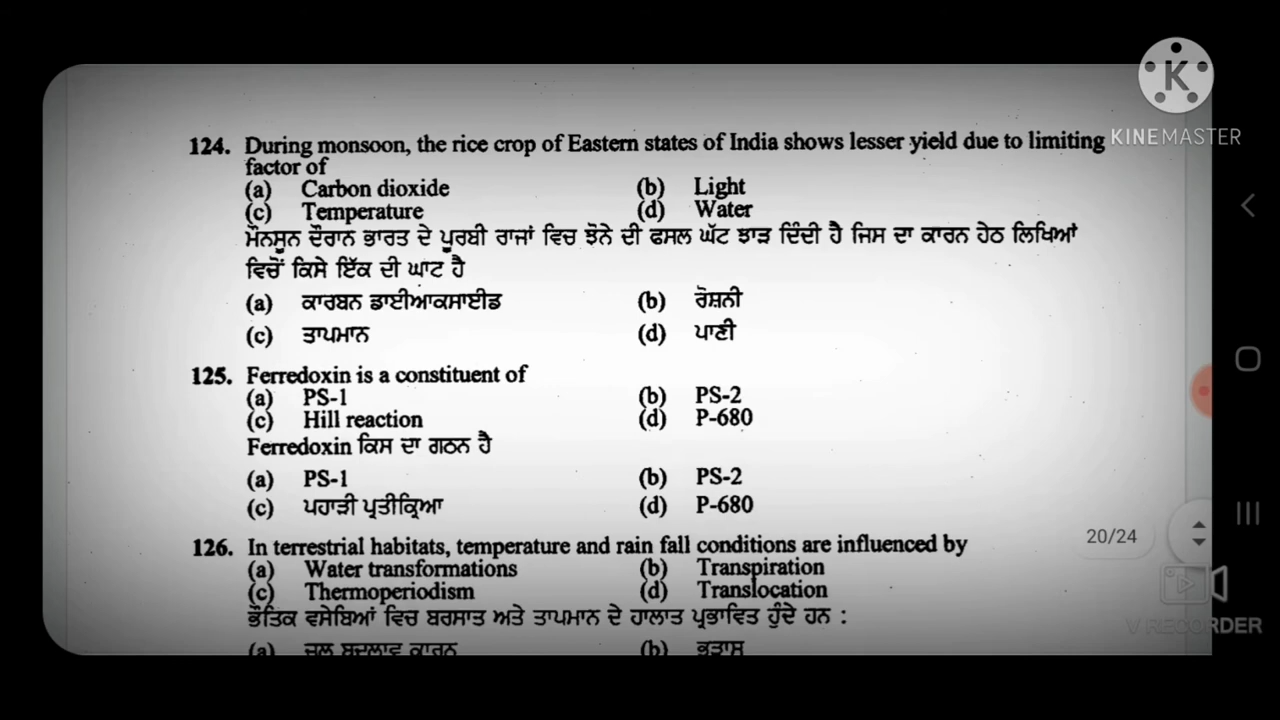 K
KINEMASTER
124. During monsoon, the rice crop of Eastern states of India shows lesser yield due to limiting
factor of
(a) Carbon dioxide (b) Light
(c) Temperature (d) Water
ਮੌਨਸੂਨ ਦੌਰਾਨ ਭਾਰਤ ਦੇ ਪੂਰਬੀ ਰਾਜਾਂ ਵਿਚ ਝੋਨੇ ਦੀ ਫਸਲ ਘੱਟ ਝਾੜ ਦਿੰਦੀ ਹੈ ਜਿਸ ਦਾ ਕਾਰਨ ਹੇਠ ਲਿਖਿਆਂ
ਵਿਚੋਂ ਕਿਸੇ ਇੱਕ ਦੀ ਘਾਟ ਹੈ
(a) ਕਾਰਬਨ ਡਾਈਆਕਸਾਈਡ (b) ਰੋਸ਼ਨੀ
(c) ਤਾਪਮਾਨ (d) ਪਾਣੀ
125. Ferredoxin is a constituent of
(a) PS-1 (b) PS-2
(c) Hill reaction (d) P-680
Ferredoxin ਕਿਸ ਦਾ ਗਠਨ ਹੈ
(a) PS-1 (b) PS-2
(c) ਪਹਾੜੀ ਪ੍ਰਤੀਕ੍ਰਿਆ (d) P-680
126. In terrestrial habitats, temperature and rain fall conditions are influenced by
(a) Water transformations (b) Transpiration
(c) Thermoperiodism (d) Translocation
ਭੌਤਿਕ ਵਸੇਬਿਆਂ ਵਿਚ ਬਰਸਾਤ ਅਤੇ ਤਾਪਮਾਨ ਦੇ ਹਾਲਾਤ ਪ੍ਰਭਾਵਿਤ ਹੁੰਦੇ ਹਨ :
(a) ਜਲ ਬਦਲਾਵ ਕਾਰਨ (b)
20/24
V RECORDER